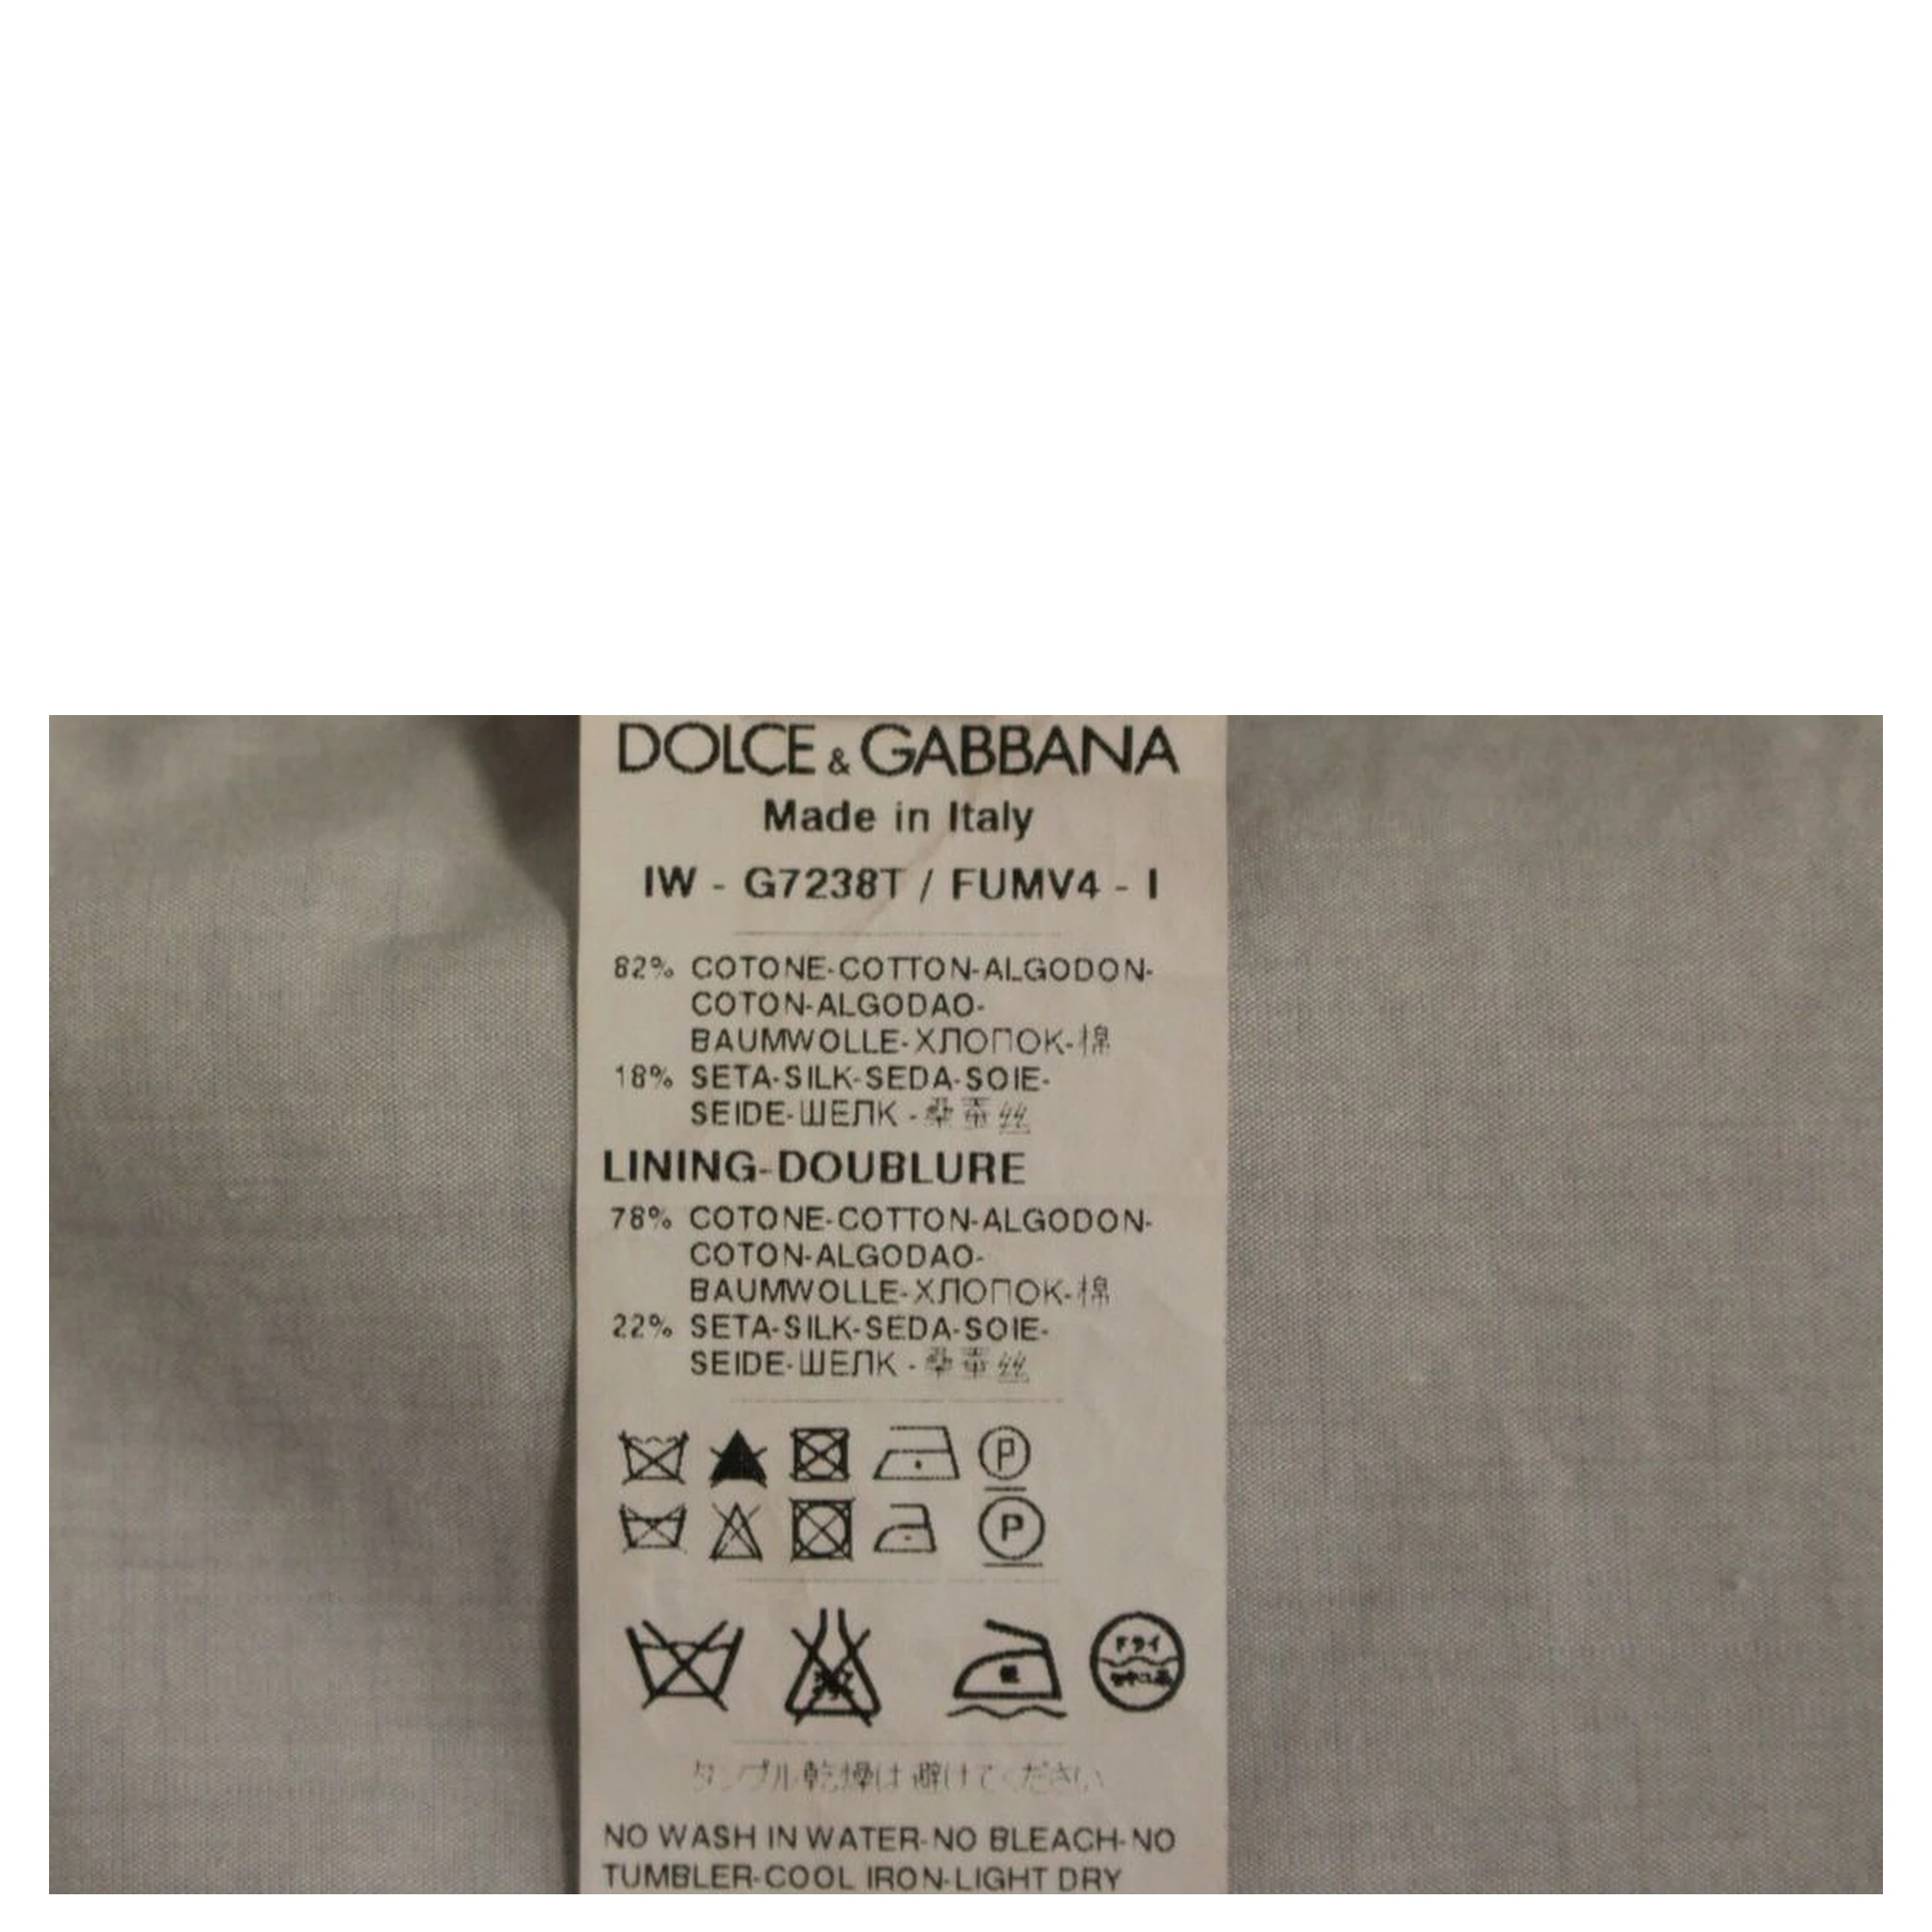 DOLCE & GABBANA
Made in Italy
IW - G7238T / FUMV4 - I
82% COTONE-COTTON-ALGODON-
COTON-ALGODAO-
BAUMWOLLE-ХЛОПОК-棉
18% SETA-SILK-SEDA-SOIE-
SEIDE-ШЕЛК - 桑蚕丝
LINING-DOUBLURE
78% COTONE-COTTON-ALGODON-
COTON-ALGODAO-
BAUMWOLLE-ХЛОПОК-棉
22% SETA-SILK-SEDA-SOIE-
SEIDE-ШЕЛК - 桑蚕丝
P
P
ドライ
タンブル乾燥は避けてください
NO WASH IN WATER-NO BLEACH-NO
TUMBLER-COOL IRON-LIGHT DRY